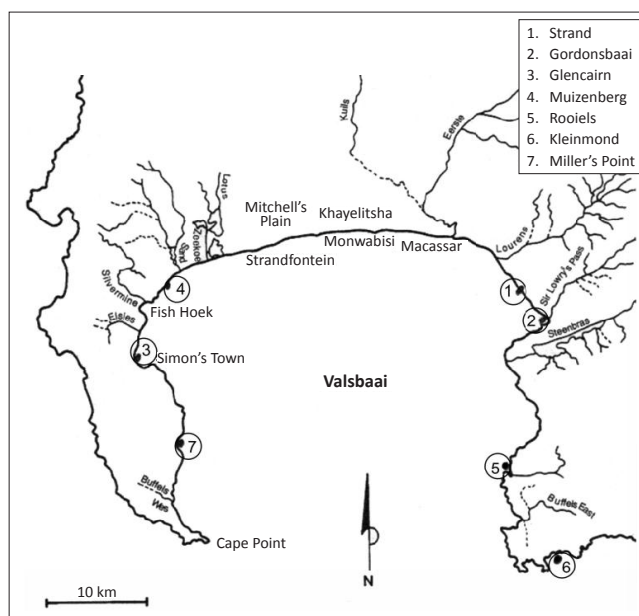 1. Strand
2. Gordonsbaai
3. Glencairn
4. Muizenberg
5. Rooiels
6. Kleinmond
7. Miller's Point
Kuils
Eersie
Lotus
Mitchell's
Plain
Khayelitsha
Zoekoe
Sand
Monwabisi
Macassar
Lourens
Strandfontein
Silvermine
4
1
Sir Lowry's Pass
Fish Hoek
2
Elsies
Steenbras
3
Simon's Town
Valsbaai
7
5
Buffels
Wes
Buffels East
Cape Point
6
N
10 km